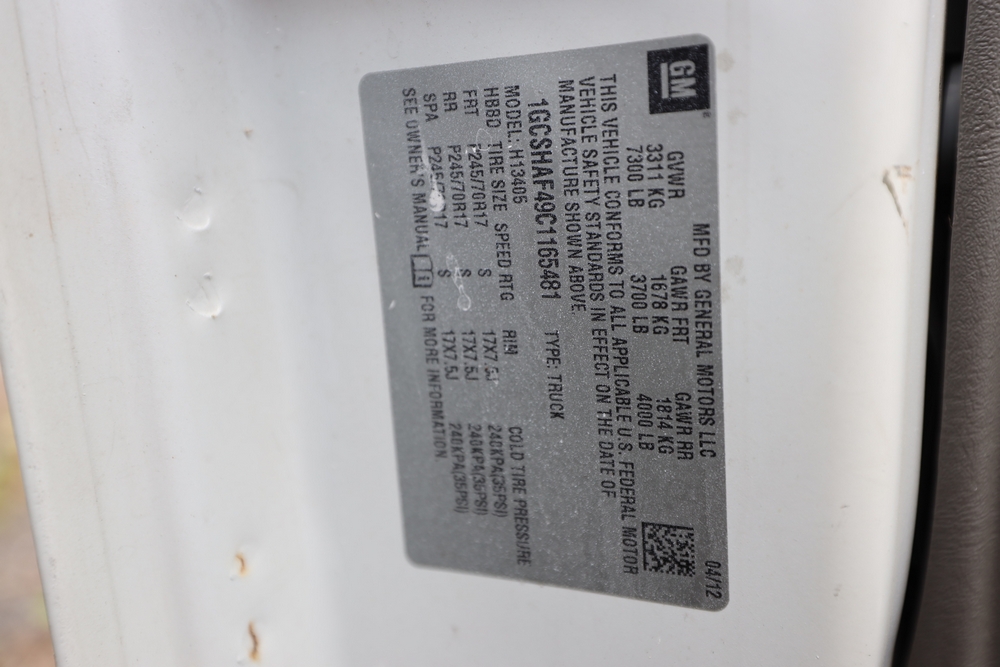 GM
MFD BY GENERAL MOTORS LLC 04/12
GVWR GAWR FRT GAWR RR
3311 KG 1678 KG 1814 KG
7300 LB 3700 LB 4000 LB
THIS VEHICLE CONFORMS TO ALL APPLICABLE U.S. FEDERAL MOTOR
VEHICLE SAFETY STANDARDS IN EFFECT ON THE DATE OF
MANUFACTURE SHOWN ABOVE.
1GCSHAF49C1165481 TYPE: TRUCK
MODEL: H13405 RIM COLD TIRE PRESSURE
HBBD TIRE SIZE SPEED RTG
FRT P245/70R17 S 17X7.5J 240KPA(35PSI)
RR P245/70R17 S 17X7.5J 240KPA(35PSI)
SPA P245/70R17 S 17X7.5J 240KPA(35PSI)
SEE OWNER'S MANUAL FOR MORE INFORMATION